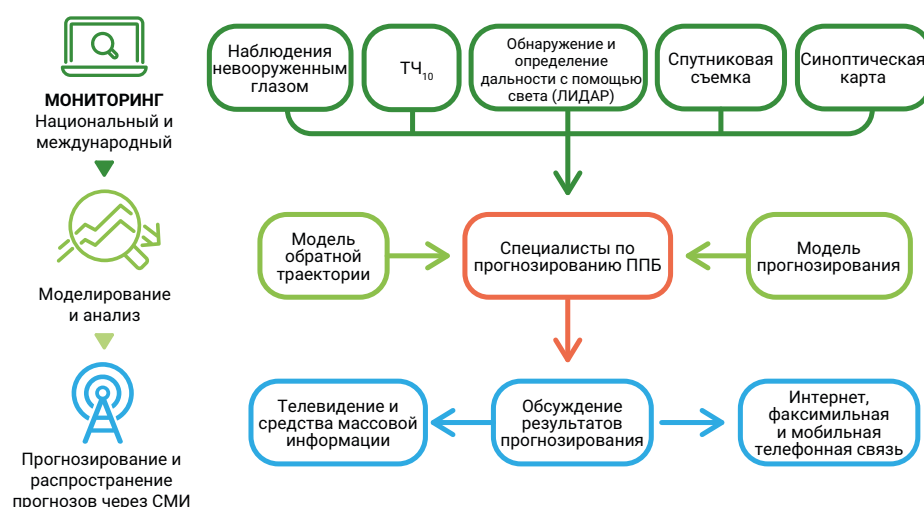 МОНИТОРИНГ
Национальный и
международный
Моделирование
и анализ
Прогнозирование и
распространение
прогнозов через СМИ
Наблюдения
невооруженным
глазом
ТЧ₁₀
Обнаружение и
определение
дальности с помощью
света (ЛИДАР)
Спутниковая
съемка
Синоптическая
карта
Модель
обратной
траектории
Специалисты по
прогнозированию ППБ
Модель
прогнозирования
Телевидение и
средства массовой
информации
Обсуждение
результатов
прогнозирования
Интернет,
факсимильная
и мобильная
телефонная связь